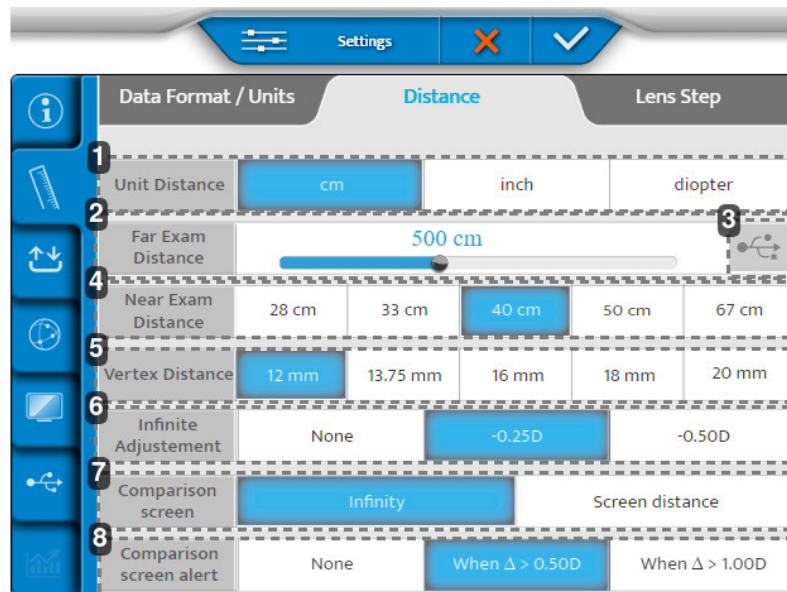 Settings
Data Format / Units
Distance
Lens Step
1
Unit Distance
cm
inch
diopter
2
3
Far Exam
Distance
500 cm
4
Near Exam
Distance
28 cm
33 cm
40 cm
50 cm
67 cm
5
Vertex Distance
12 mm
13.75 mm
16 mm
18 mm
20 mm
6
Infinite
Adjustement
None
-0.25D
-0.50D
7
Comparison
screen
Infinity
Screen distance
8
Comparison
screen alert
None
When Δ > 0.50D
When Δ > 1.00D